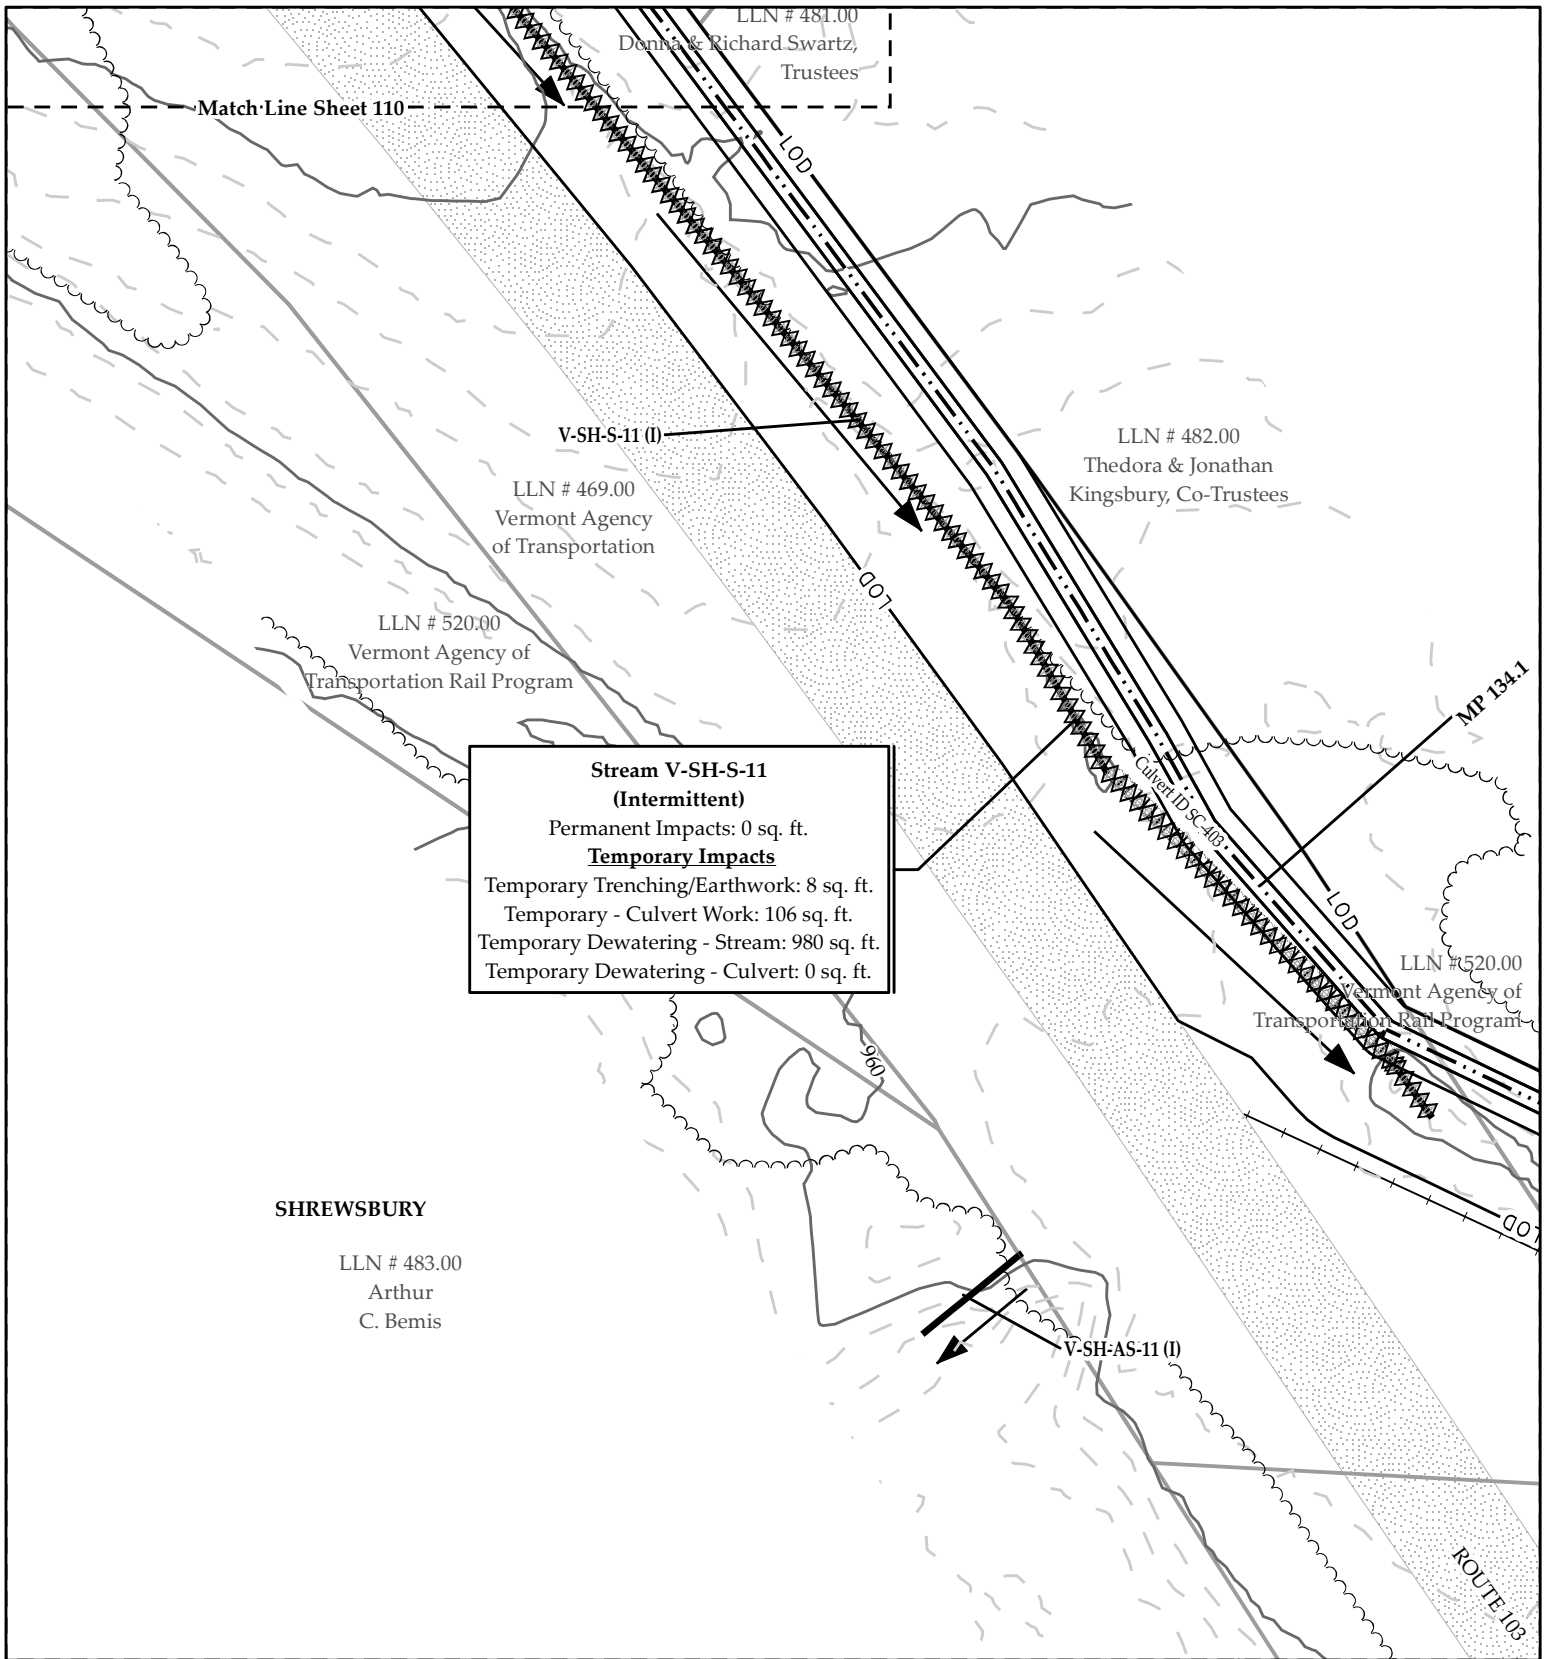 LLN # 481.00
Donna & Richard Swartz,
Trustees
Match Line Sheet 110
LOD
V-SH-S-11 (I)
LLN # 482.00
Thedora & Jonathan
Kingsbury, Co-Trustees
LLN # 469.00
Vermont Agency
of Transportation
LOD
LLN # 520.00
Vermont Agency of
Transportation Rail Program
MP 134.1
Culvert ID SC-403
Stream V-SH-S-11
(Intermittent)
Permanent Impacts: 0 sq. ft.
Temporary Impacts
Temporary Trenching/Earthwork: 8 sq. ft.
Temporary - Culvert Work: 106 sq. ft.
Temporary Dewatering - Stream: 980 sq. ft.
Temporary Dewatering - Culvert: 0 sq. ft.
LOD
LLN # 520.00
Vermont Agency of
Transportation Rail Program
960
SHREWSBURY
LOD
LLN # 483.00
Arthur
C. Bemis
V-SH-AS-11 (I)
ROUTE 103